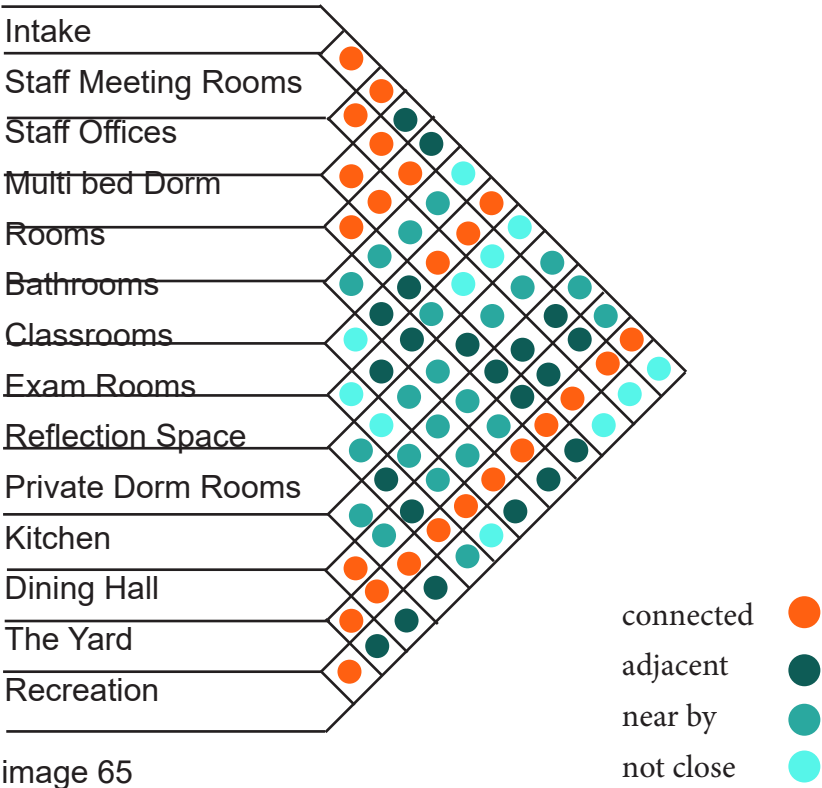 Intake
Staff Meeting Rooms
Staff Offices
Multi bed Dorm
Rooms
Bathrooms
Classrooms
Exam Rooms
Reflection Space
Private Dorm Rooms
Kitchen
Dining Hall
The Yard
Recreation
connected
adjacent
near by
not close
image 65